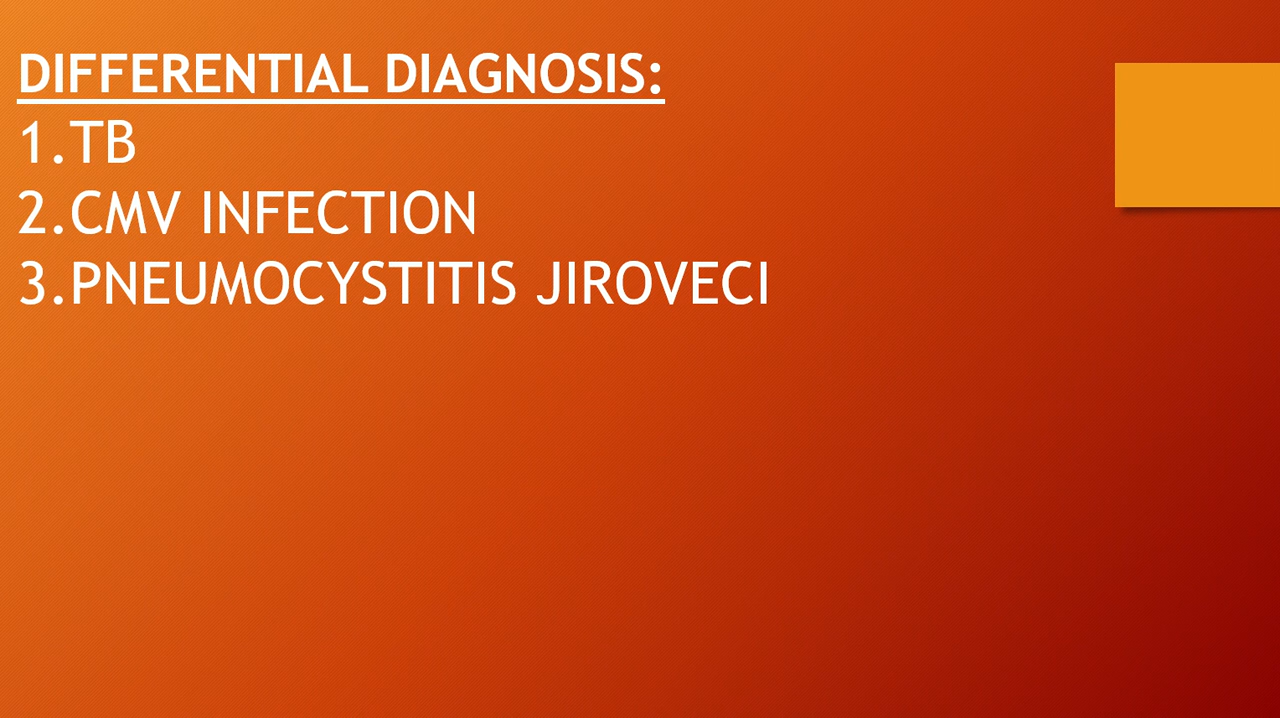 DIFFERENTIAL DIAGNOSIS:
1.TB
2.CMV INFECTION
3.PNEUMOCYSTITIS JIROVECI